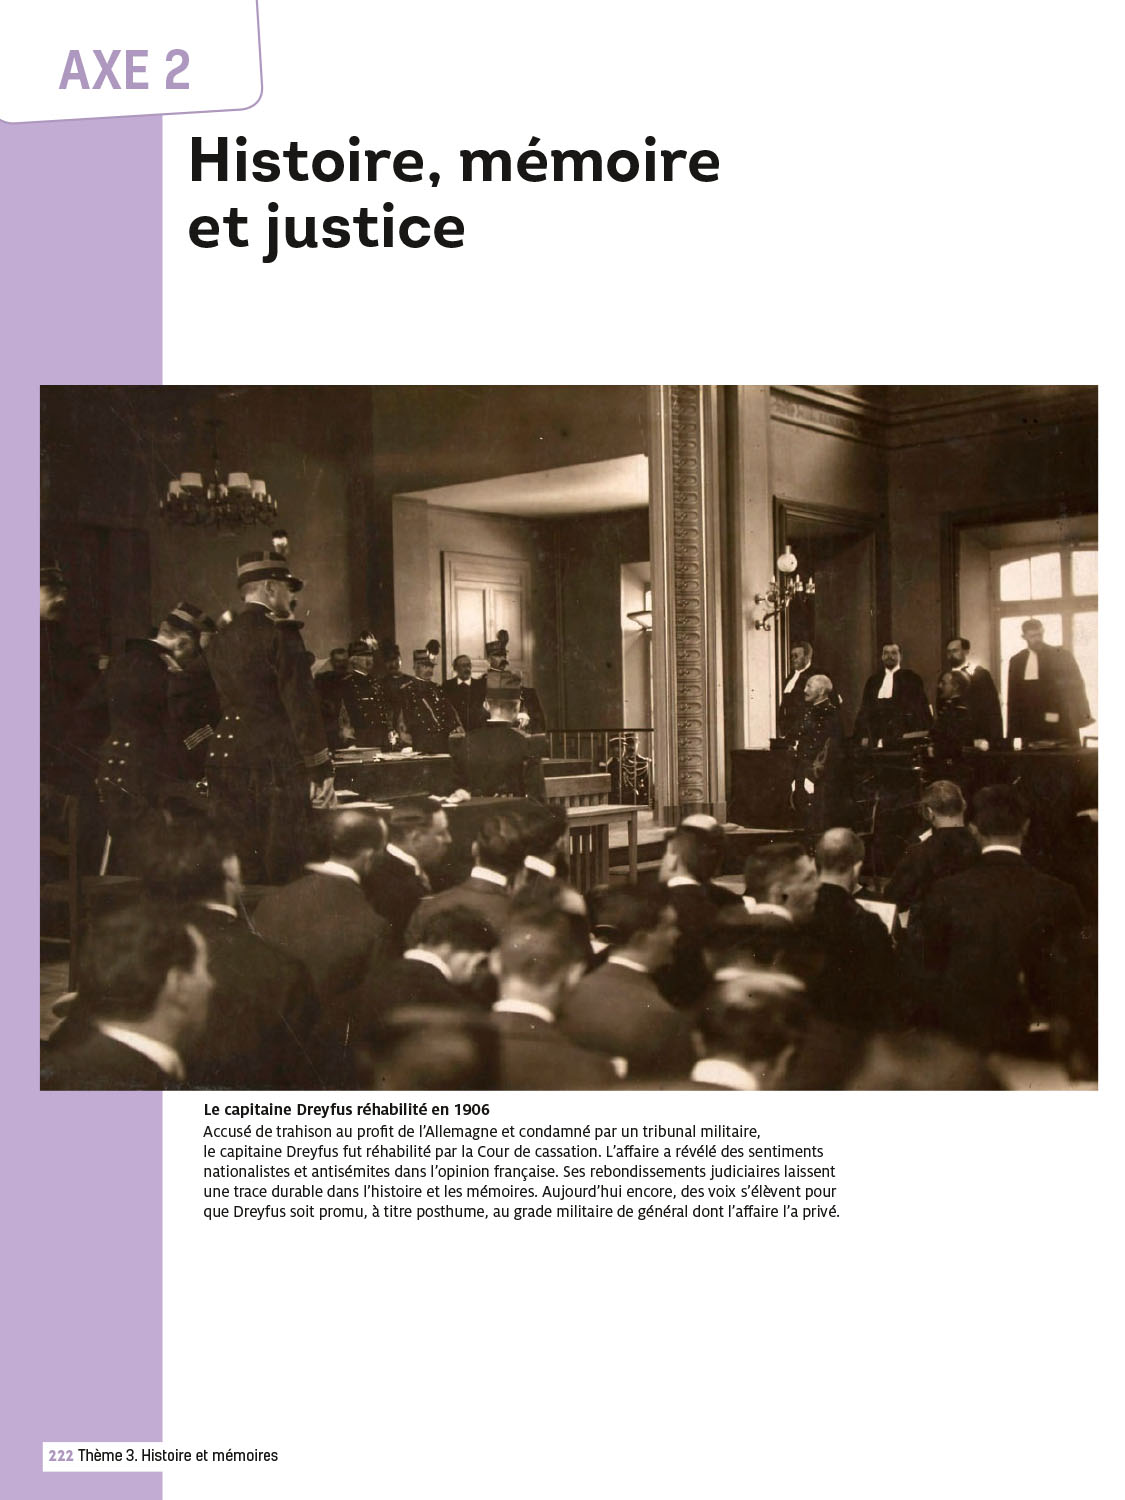 AXE 2
Histoire, mémoire
et justice
Le capitaine Dreyfus réhabilité en 1906
Accusé de trahison au profit de l'Allemagne et condamné par un tribunal militaire,
le capitaine Dreyfus fut réhabilité par la Cour de cassation. L'affaire a révélé des sentiments
nationalistes et antisémites dans l'opinion française. Ses rebondissements judiciaires laissent
une trace durable dans l'histoire et les mémoires. Aujourd'hui encore, des voix s'élèvent pour
que Dreyfus soit promu, à titre posthume, au grade militaire de général dont l'affaire l'a privé.
222 Thème 3. Histoire et mémoires